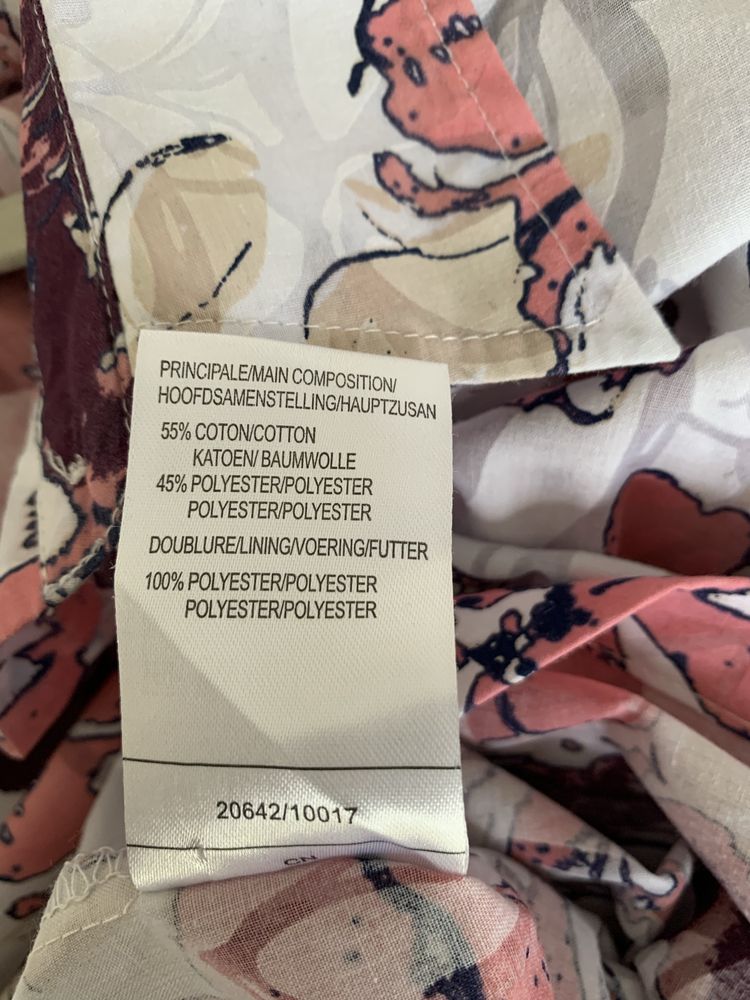 PRINCIPALE/MAIN COMPOSITION/
HOOFDSAMENSTELLING/HAUPTZUSAN
55% COTON/COTTON
KATOEN/ BAUMWOLLE
45% POLYESTER/POLYESTER
POLYESTER/POLYESTER
DOUBLURE/LINING/VOERING/FUTTER
100% POLYESTER/POLYESTER
POLYESTER/POLYESTER
20642/10017
CN